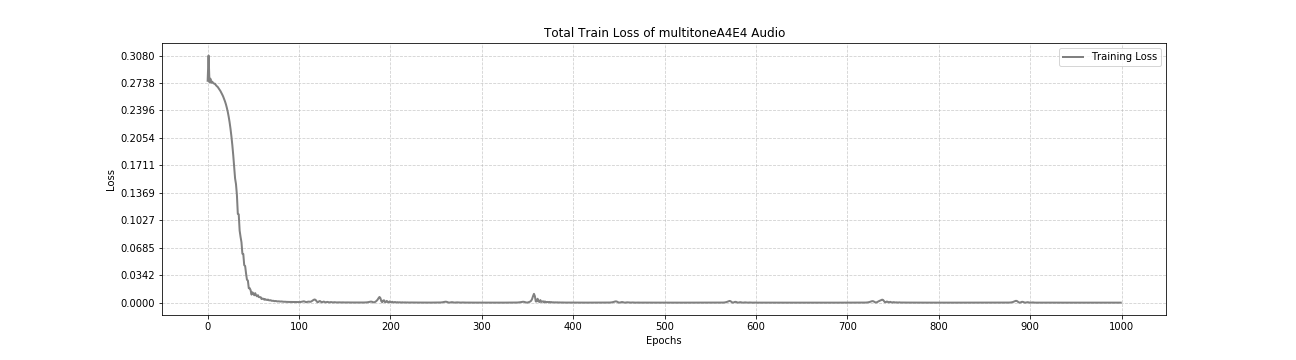 Total Train Loss of multitoneA4E4 Audio
Training Loss
Loss
0.3080
0.2738
0.2396
0.2054
0.1711
0.1369
0.1027
0.0685
0.0342
0.0000
0 100 200 300 400 500 600 700 800 900 1000
Epochs